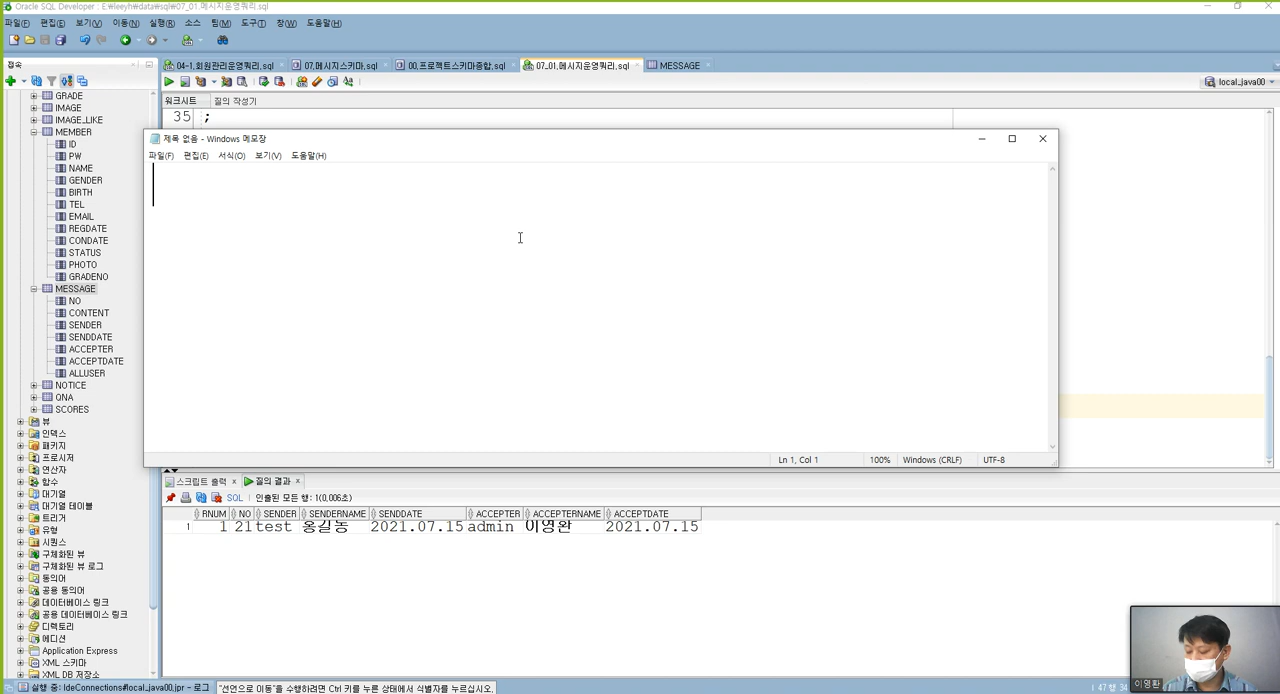 Oracle SQL Developer : E:\leeyh\data\sql\07_01.메시지운영쿼리.sql
파일(F) 편집(E) 보기(V) 이동(N) 실행(R) 소스 팀(M) 도구(T) 창(W) 도움말(H)
접속
04-1.회원관리운영쿼리.sql 07.메시지스키마.sql 00.프로젝트스키마종합.sql 07_01.메시지운영쿼리.sql MESSAGE
local_java00
워크시트 질의 작성기
35 ;
GRADE
IMAGE
IMAGE_LIKE
MEMBER
ID
PW
NAME
GENDER
BIRTH
TEL
EMAIL
REGDATE
CONDATE
STATUS
PHOTO
GRADENO
MESSAGE
NO
CONTENT
SENDER
SENDDATE
ACCEPTER
ACCEPTDATE
ALLUSER
NOTICE
QNA
SCORES
뷰
인덱스
패키지
프로시저
연산자
함수
대기열
대기열 테이블
트리거
유형
시퀀스
구체화된 뷰
구체화된 뷰 로그
동의어
공용 동의어
데이터베이스 링크
공용 데이터베이스 링크
디렉토리
에디션
Application Express
XML 스키마
XML DB 저장소
제목 없음 - Windows 메모장
파일(F) 편집(E) 서식(O) 보기(V) 도움말(H)
Ln 1, Col 1 100% Windows (CRLF) UTF-8
스크립트 출력 질의 결과
SQL 인출된 모든 행: 1(0,006초)
RNUM NO SENDER SENDERNAME SENDDATE ACCEPTER ACCEPTERNAME ACCEPTDATE
1 1 21 test 홍길동 2021.07.15 admin 이영환 2021.07.15
이영환
실행 중: IdeConnections#local_java00.jpr - 로그 "선언으로 이동"을 수행하려면 Ctrl 키를 누른 상태에서 식별자를 누르십시오. 47행 34